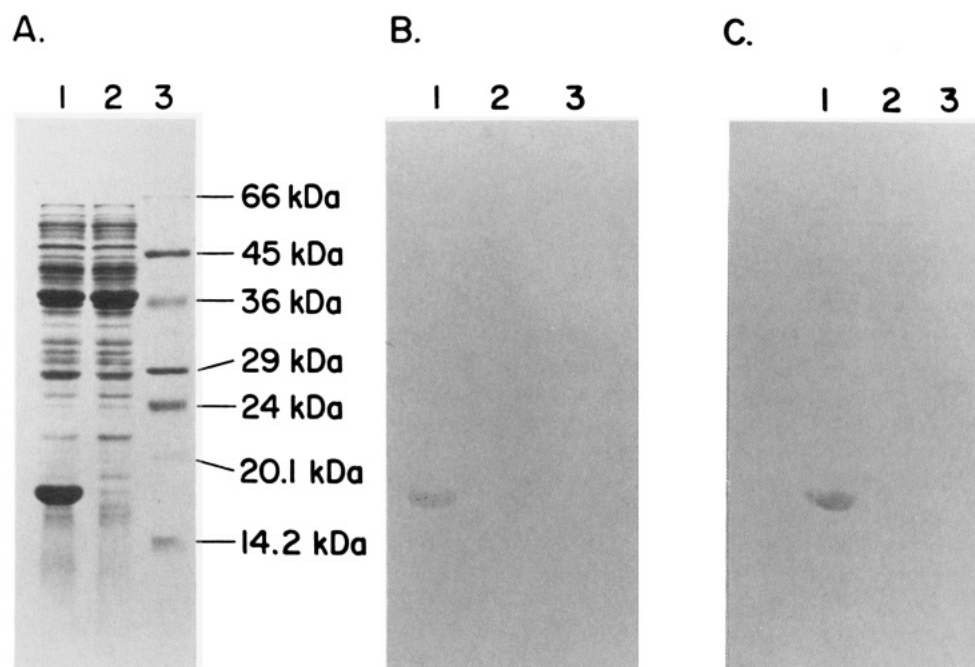 A.
1 2 3
66 kDa
45 kDa
36 kDa
29 kDa
24 kDa
20.1 kDa
14.2 kDa
B.
1 2 3
C.
1 2 3